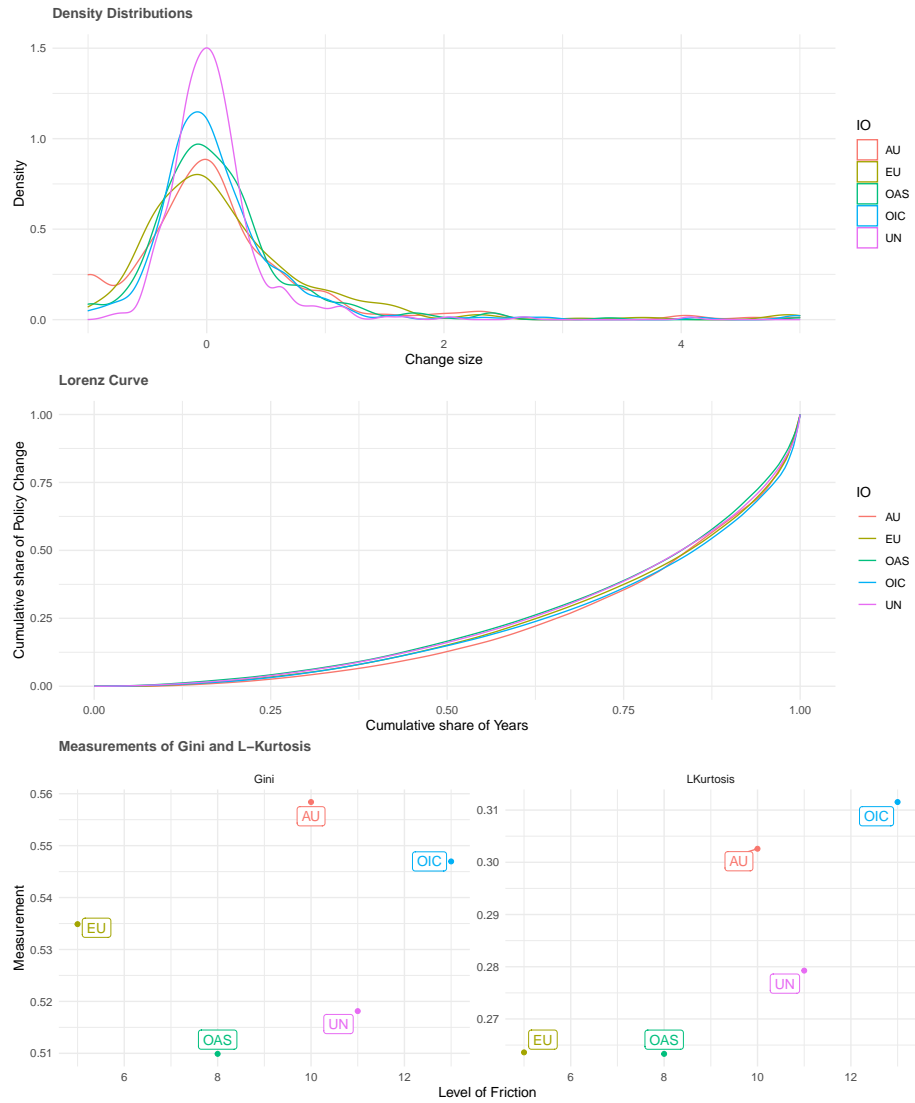 Density Distributions
1.5
1.0
0.5
0.0
Density
0
2
4
Change size
IO
AU
EU
OAS
OIC
UN
Lorenz Curve
1.00
0.75
0.50
0.25
0.00
Cumulative share of Policy Change
0.00
0.25
0.50
0.75
1.00
Cumulative share of Years
IO
AU
EU
OAS
OIC
UN
Measurements of Gini and L−Kurtosis
Gini
0.56
0.55
0.54
0.53
0.52
0.51
Measurement
AU
OIC
EU
UN
OAS
6
8
10
12
LKurtosis
0.31
0.30
0.29
0.28
0.27
OIC
AU
UN
EU
OAS
6
8
10
12
Level of Friction